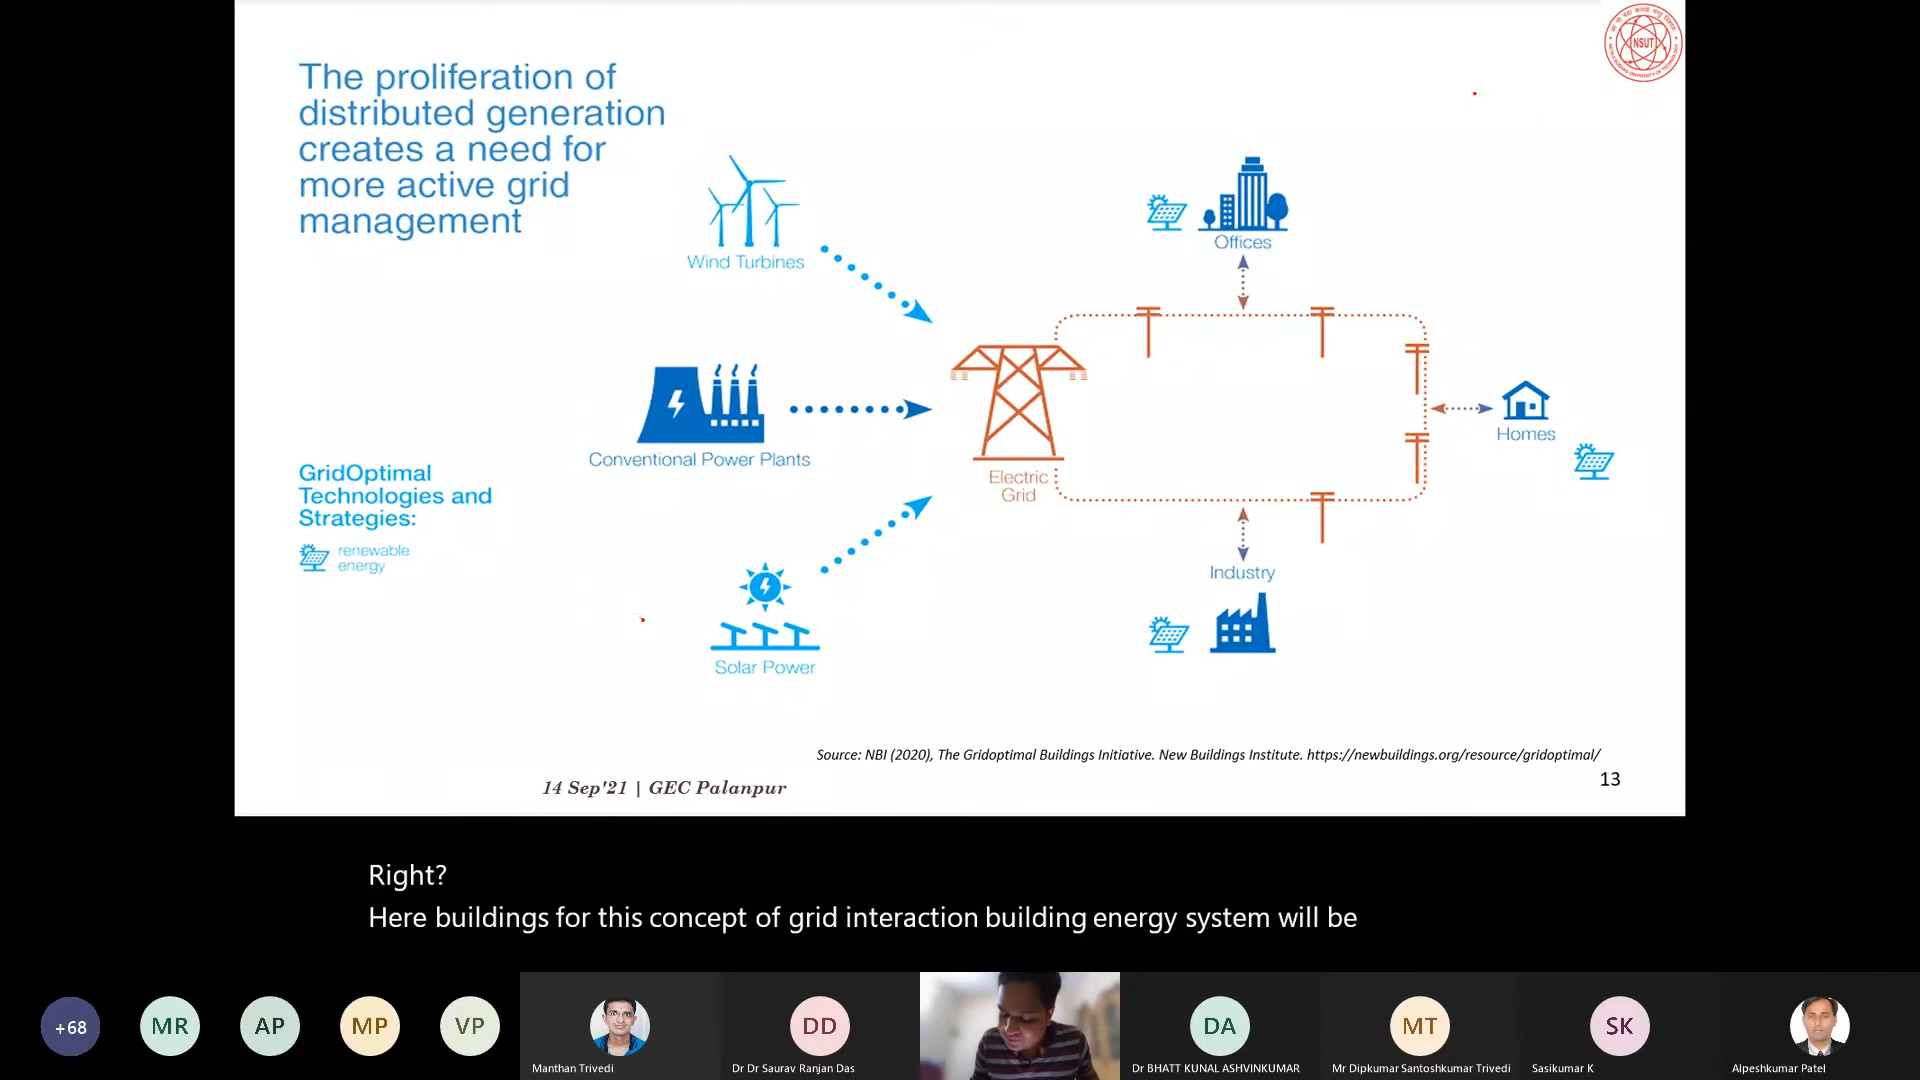 The proliferation of
distributed generation
creates a need for
more active grid
management
Wind Turbines
Offices
Conventional Power Plants
Electric
Grid
Homes
GridOptimal
Technologies and
Strategies:
renewable
energy
Industry
Solar Power
NSUT
Source: NBI (2020), The Gridoptimal Buildings Initiative. New Buildings Institute. https://newbuildings.org/resource/gridoptimal/
13
14 Sep'21 | GEC Palanpur
Right?
Here buildings for this concept of grid interaction building energy system will be
+68
MR
AP
MP
VP
Manthan Trivedi
DD
Dr Dr Saurav Ranjan Das
DA
Dr BHATT KUNAL ASHVINKUMAR
MT
Mr Dipkumar Santoshkumar Trivedi
SK
Sasikumar K
Alpeshkumar Patel